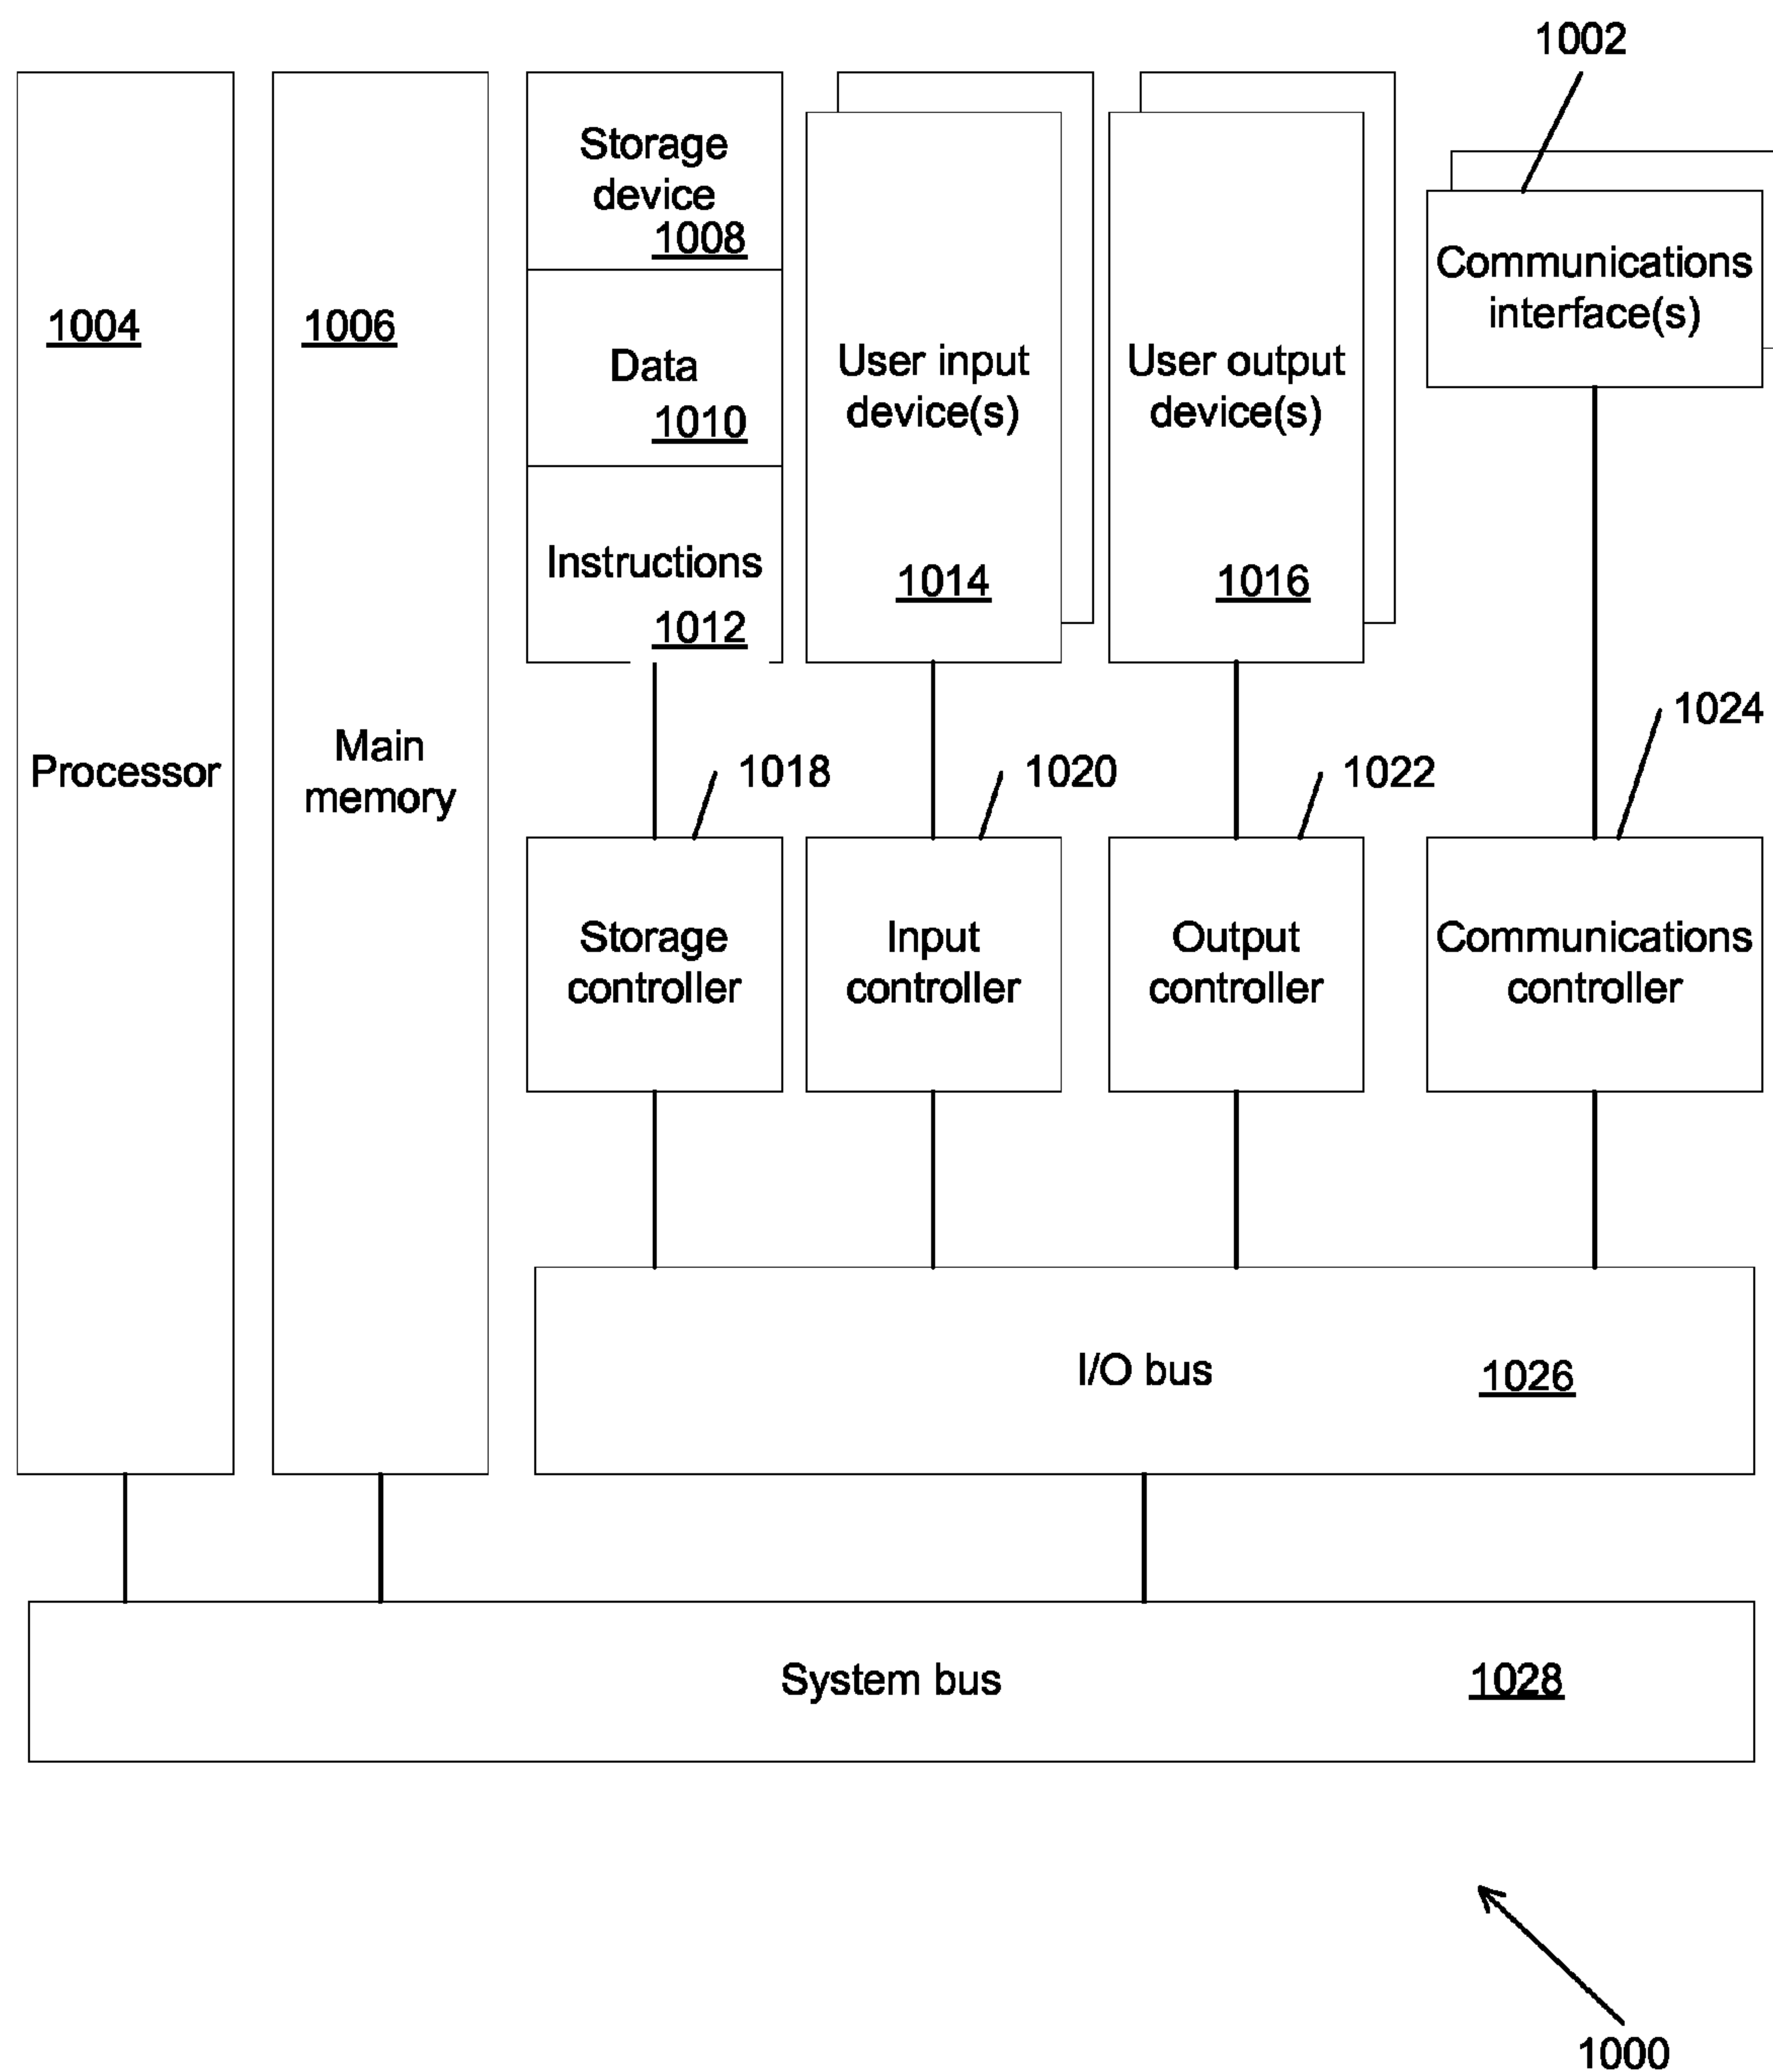 1002
Storage
device
1008
Communications
interface(s)
1004
1006
Data
1010
User input
device(s)
User output
device(s)
Instructions
1012
1014
1016
1024
Processor
Main
memory
1018
1020
1022
Storage
controller
Input
controller
Output
controller
Communications
controller
I/O bus
1026
System bus
1028
1000